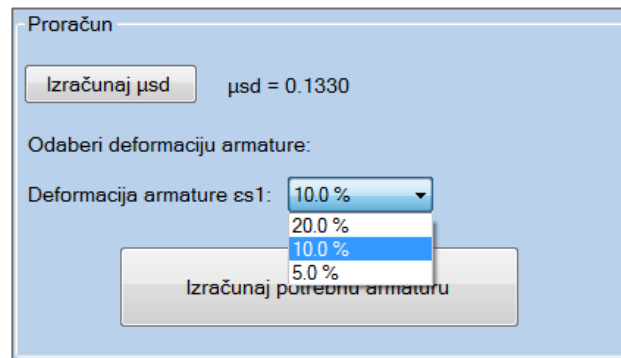 Proračun
Izračunaj μsd μsd = 0.1330
Odaberi deformaciju armature:
Deformacija armature εs1: 10.0 %
20.0 %
10.0 %
5.0 %
Izračunaj potrebnu armaturu